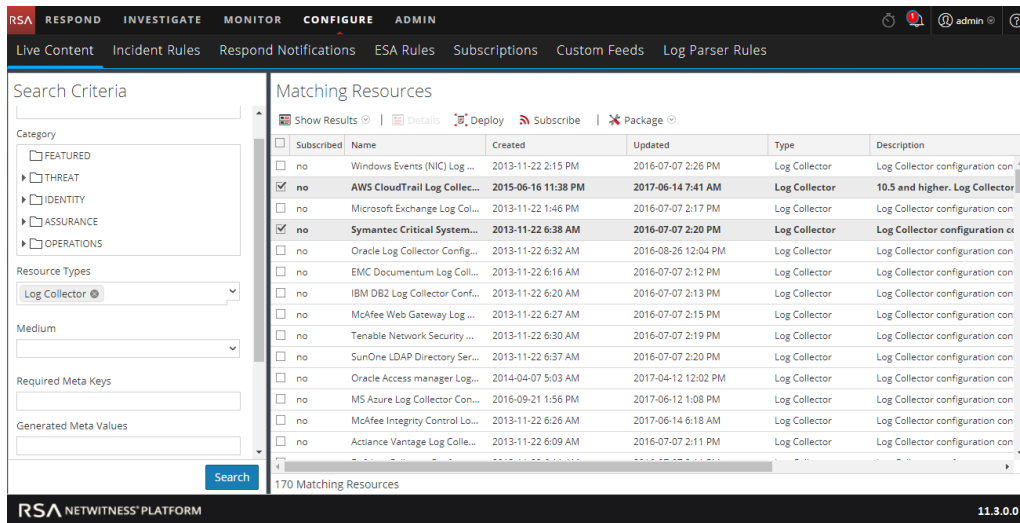 RSA RESPOND INVESTIGATE MONITOR CONFIGURE ADMIN 1 admin
Live Content Incident Rules Respond Notifications ESA Rules Subscriptions Custom Feeds Log Parser Rules
Search Criteria
Category
FEATURED
THREAT
IDENTITY
ASSURANCE
OPERATIONS
Resource Types
Log Collector
Medium
Required Meta Keys
Generated Meta Values
Search
Matching Resources
Show Results | Details Deploy Subscribe | Package
Subscribed Name Created Updated Type Description
no Windows Events (NIC) Log ... 2013-11-22 2:15 PM 2016-07-07 2:26 PM Log Collector Log Collector configuration con
no AWS CloudTrail Log Collec... 2015-06-16 11:38 PM 2017-06-14 7:41 AM Log Collector 10.5 and higher. Log Collector
no Microsoft Exchange Log Col... 2013-11-22 1:46 PM 2016-07-07 2:17 PM Log Collector Log Collector configuration con
no Symantec Critical System... 2013-11-22 6:38 AM 2016-07-07 2:20 PM Log Collector Log Collector configuration co
no Oracle Log Collector Config... 2013-11-22 6:32 AM 2016-08-26 12:04 PM Log Collector Log Collector configuration con
no EMC Documentum Log Coll... 2013-11-22 6:16 AM 2016-07-07 2:12 PM Log Collector Log Collector configuration con
no IBM DB2 Log Collector Conf... 2013-11-22 6:20 AM 2016-07-07 2:13 PM Log Collector Log Collector configuration con
no McAfee Web Gateway Log ... 2013-11-22 6:27 AM 2016-07-07 2:15 PM Log Collector Log Collector configuration con
no Tenable Network Security ... 2013-11-22 6:30 AM 2016-07-07 2:19 PM Log Collector Log Collector configuration con
no SunOne LDAP Directory Ser... 2013-11-22 6:37 AM 2016-07-07 2:20 PM Log Collector Log Collector configuration con
no Oracle Access manager Log... 2014-04-07 5:03 AM 2017-04-12 12:02 PM Log Collector Log Collector configuration con
no MS Azure Log Collector Con... 2016-09-21 1:56 PM 2017-06-12 1:08 PM Log Collector Log Collector configuration con
no McAfee Integrity Control Lo... 2013-11-22 6:26 AM 2017-06-14 6:18 AM Log Collector Log Collector configuration con
no Actiance Vantage Log Colle... 2013-11-22 6:09 AM 2016-07-07 2:11 PM Log Collector Log Collector configuration con
170 Matching Resources
RSA NETWITNESS® PLATFORM 11.3.0.0